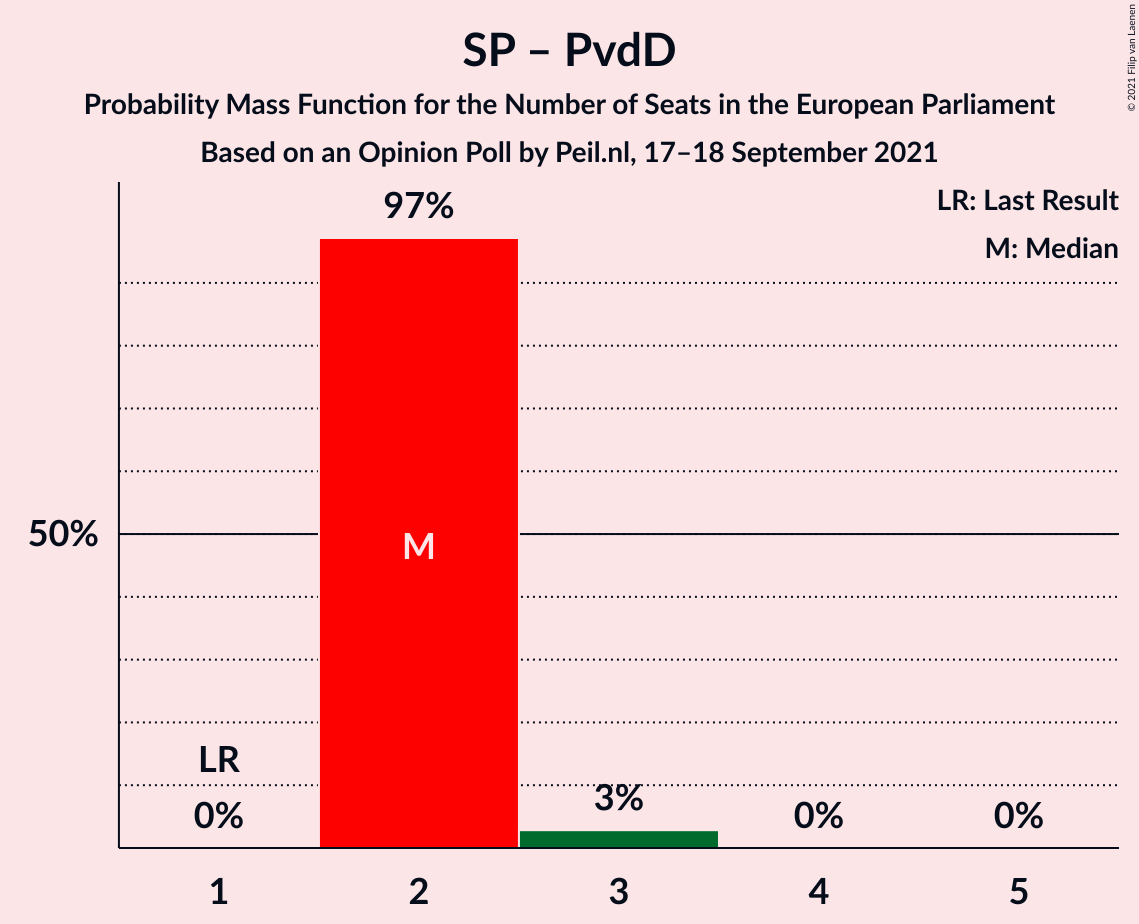 SP – PvdD
Probability Mass Function for the Number of Seats in the European Parliament
Based on an Opinion Poll by Peil.nl, 17–18 September 2021
© 2021 Filip van Laenen
LR: Last Result
M: Median
97%
50%
M
LR
0%
3%
0%
0%
1 2 3 4 5